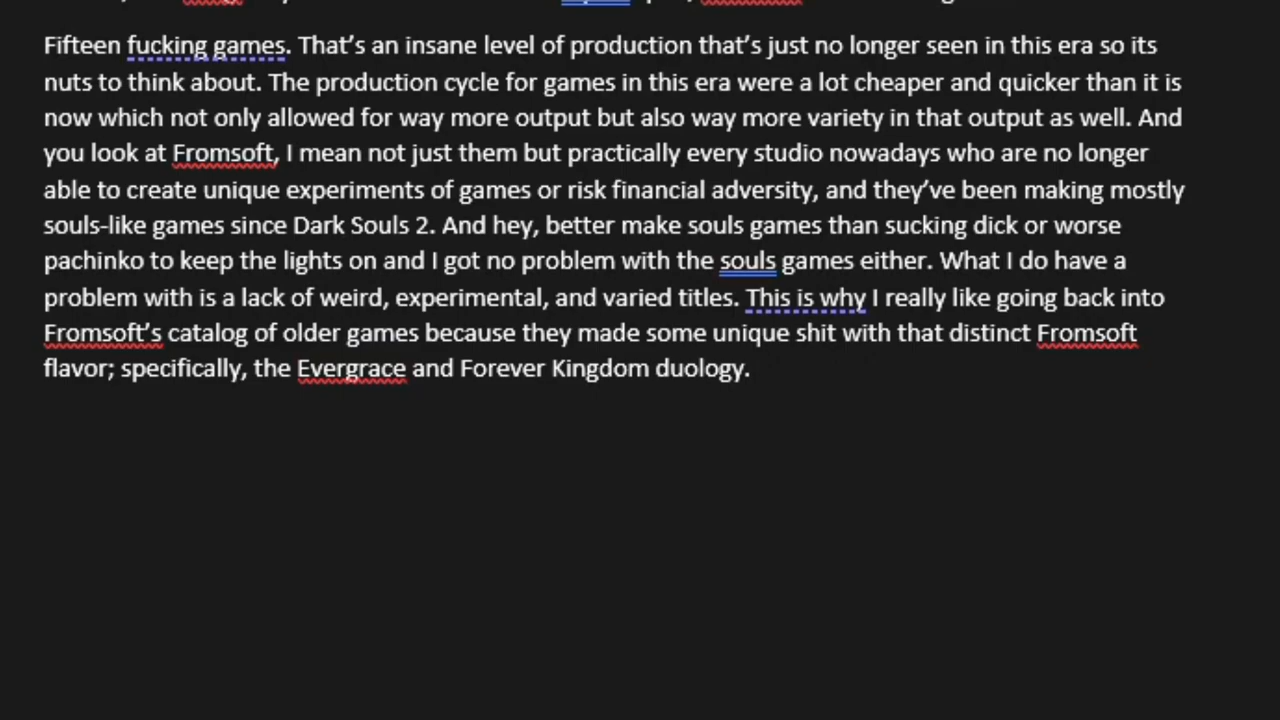 Fifteen fucking games. That’s an insane level of production that’s just no longer seen in this era so its
nuts to think about. The production cycle for games in this era were a lot cheaper and quicker than it is
now which not only allowed for way more output but also way more variety in that output as well. And
you look at Fromsoft, I mean not just them but practically every studio nowadays who are no longer
able to create unique experiments of games or risk financial adversity, and they’ve been making mostly
souls-like games since Dark Souls 2. And hey, better make souls games than sucking dick or worse
pachinko to keep the lights on and I got no problem with the souls games either. What I do have a
problem with is a lack of weird, experimental, and varied titles. This is why I really like going back into
Fromsoft’s catalog of older games because they made some unique shit with that distinct Fromsoft
flavor; specifically, the Evergrace and Forever Kingdom duology.